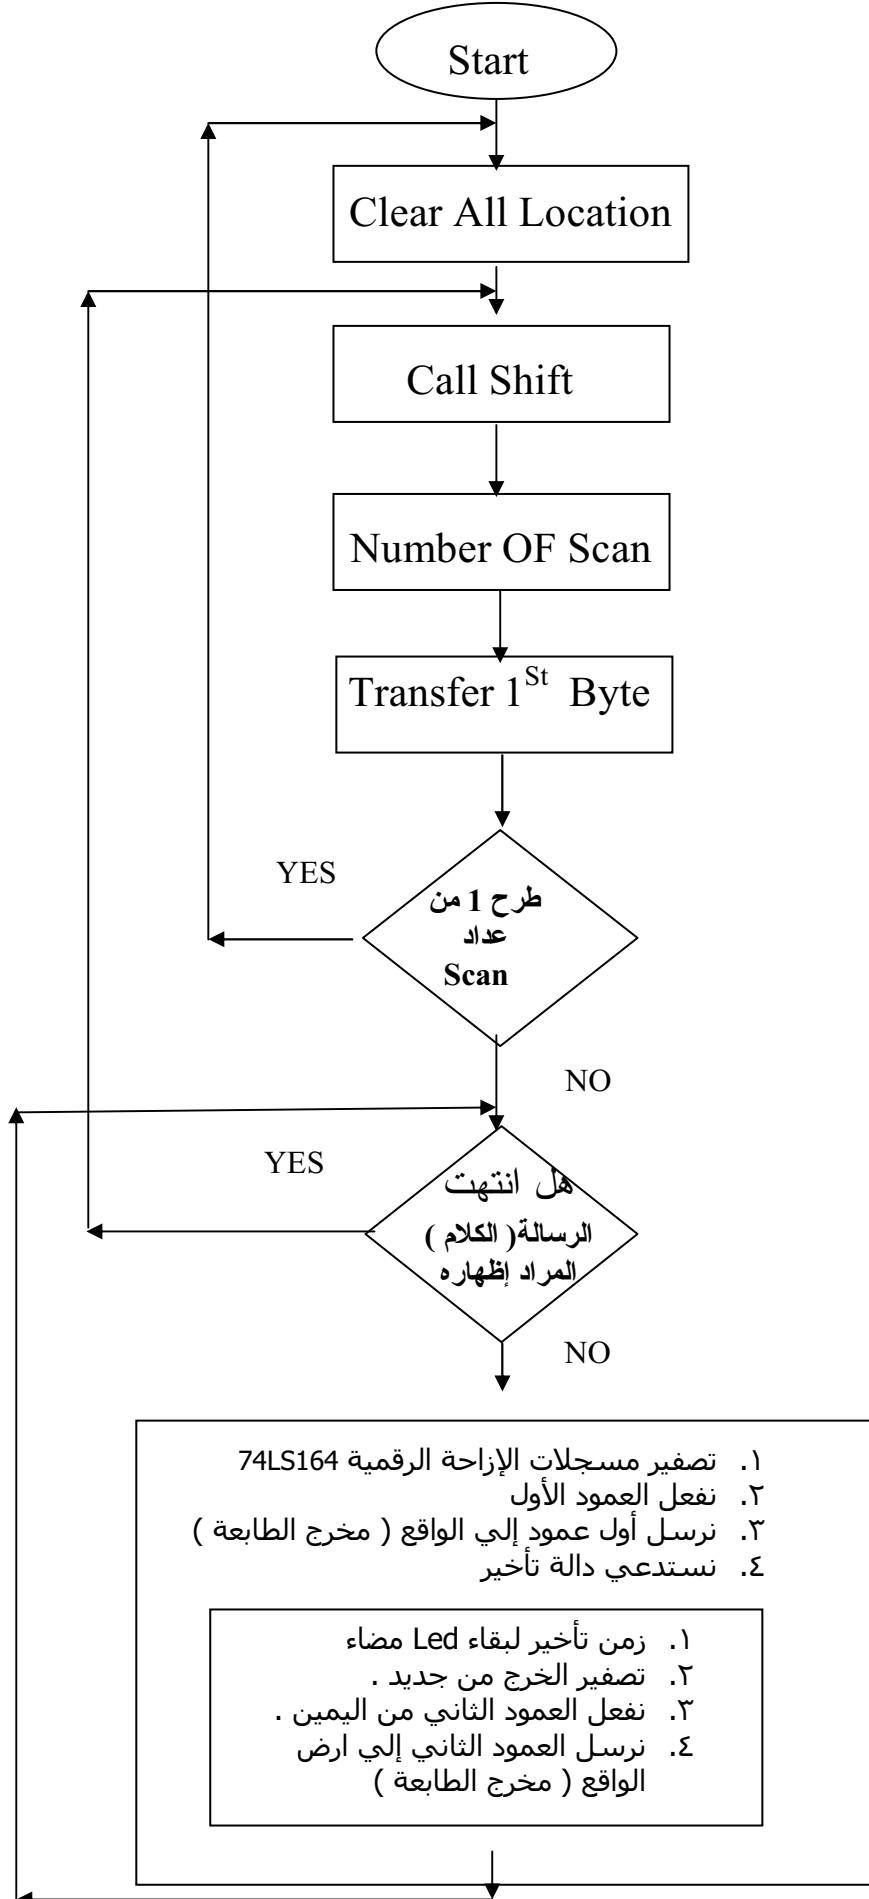 Start
Clear All Location
Call Shift
Number OF Scan
Transfer 1St Byte
YES
طرح 1 من
عداد
Scan
NO
YES
هل انتهت
الرسالة( الكلام )
المراد إظهاره
NO
١. تصفير مسجلات الإزاحة الرقمية 74LS164
٢. نفعل العمود الأول
٣. نرسل أول عمود إلي الواقع ( مخرج الطابعة )
٤. نستدعي دالة تأخير
١. زمن تأخير لبقاء Led مضاء
٢. تصفير الخرج من جديد .
٣. نفعل العمود الثاني من اليمين .
٤. نرسل العمود الثاني إلي ارض
الواقع ( مخرج الطابعة )